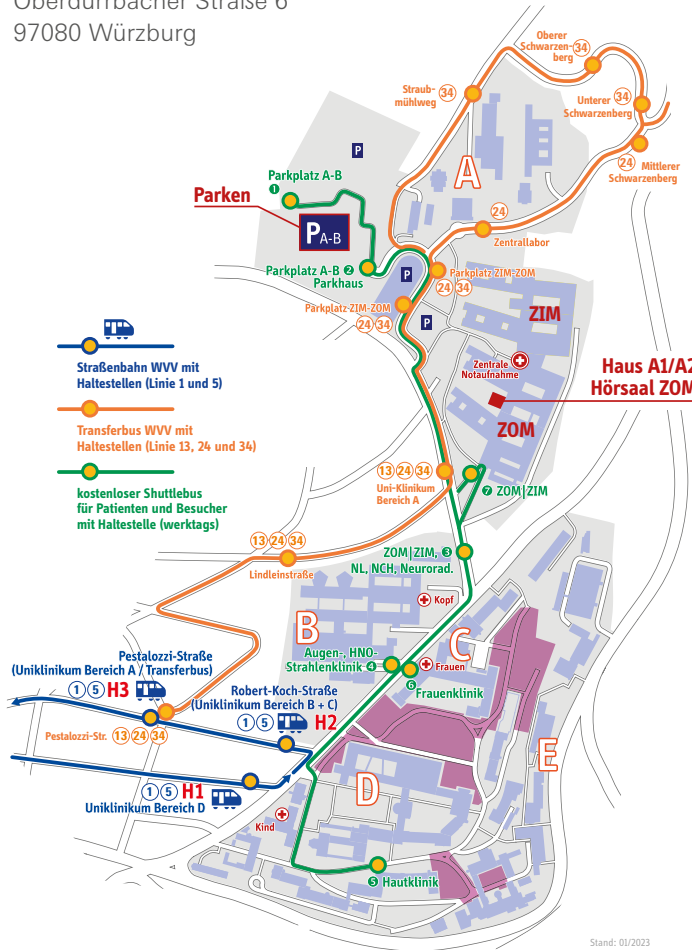 Oberdürrbacher Straße 6
97080 Würzburg
Oberer
Schwarzen-
berg
34
Straub-
mühlweg
34
Unterer
Schwarzenberg
34
24
Mittlerer
Schwarzenberg
A
P
Parkplatz A-B
1
Parken
P A-B
24
Zentrallabor
Parkplatz A-B 2
Parkhaus
P
Parkplatz ZIM-ZOM
24 34
Parkplatz ZIM-ZOM
24 34
P
ZIM
Zentrale
Notaufnahme
Haus A1/A2
Hörsaal ZOM
ZOM
Straßenbahn WVV mit
Haltestellen (Linie 1 und 5)
Transferbus WVV mit
Haltestellen (Linie 13, 24 und 34)
kostenloser Shuttlebus
für Patienten und Besucher
mit Haltestelle (werktags)
13 24 34
Uni-Klinikum
Bereich A
7 ZOM|ZIM
13 24 34
Lindleinstraße
ZOM|ZIM, 3
NL, NCH, Neurorad.
Kopf
B
C
Augen-, HNO-
Strahlenklinik 4
Frauen
6
Frauenklinik
Pestalozzi-Straße
(Uniklinikum Bereich A / Transferbus)
1 5 H3
Robert-Koch-Straße
(Uniklinikum Bereich B + C)
1 5 H2
Pestalozzi-Str. 13 24 34
E
D
1 5 H1
Uniklinikum Bereich D
Kind
5 Hautklinik
Stand: 01/2023